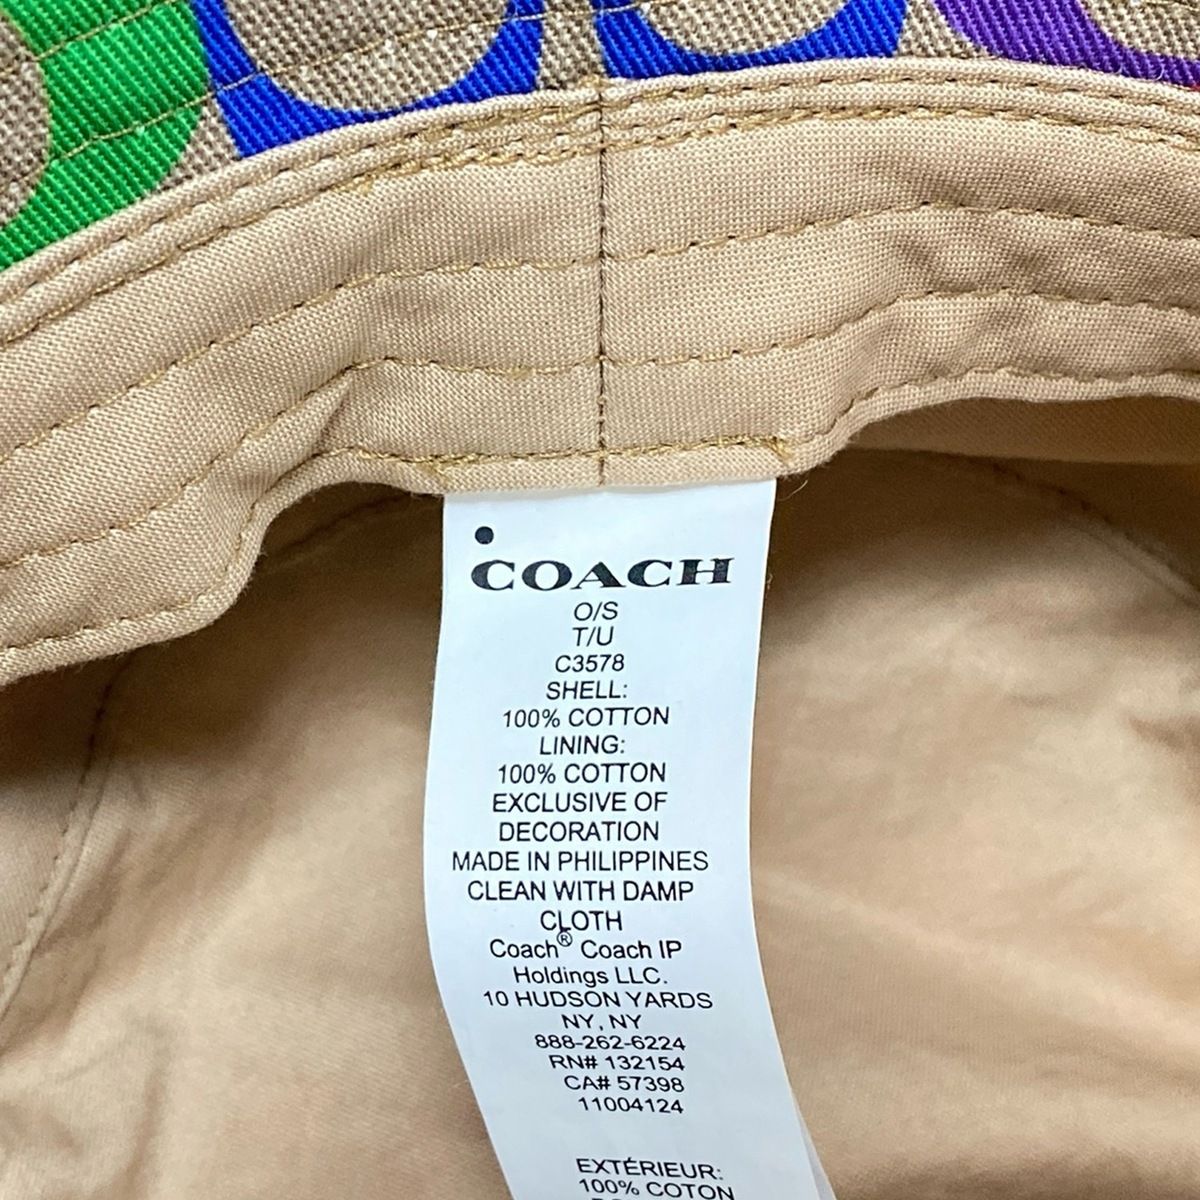 COACH
O/S
T/U
C3578
SHELL:
100% COTTON
LINING:
100% COTTON
EXCLUSIVE OF
DECORATION
MADE IN PHILIPPINES
CLEAN WITH DAMP
CLOTH
Coach® Coach IP
Holdings LLC.
10 HUDSON YARDS
NY, NY
888-262-6224
RN# 132154
CA# 57398
11004124
EXTÉRIEUR:
100% COTON